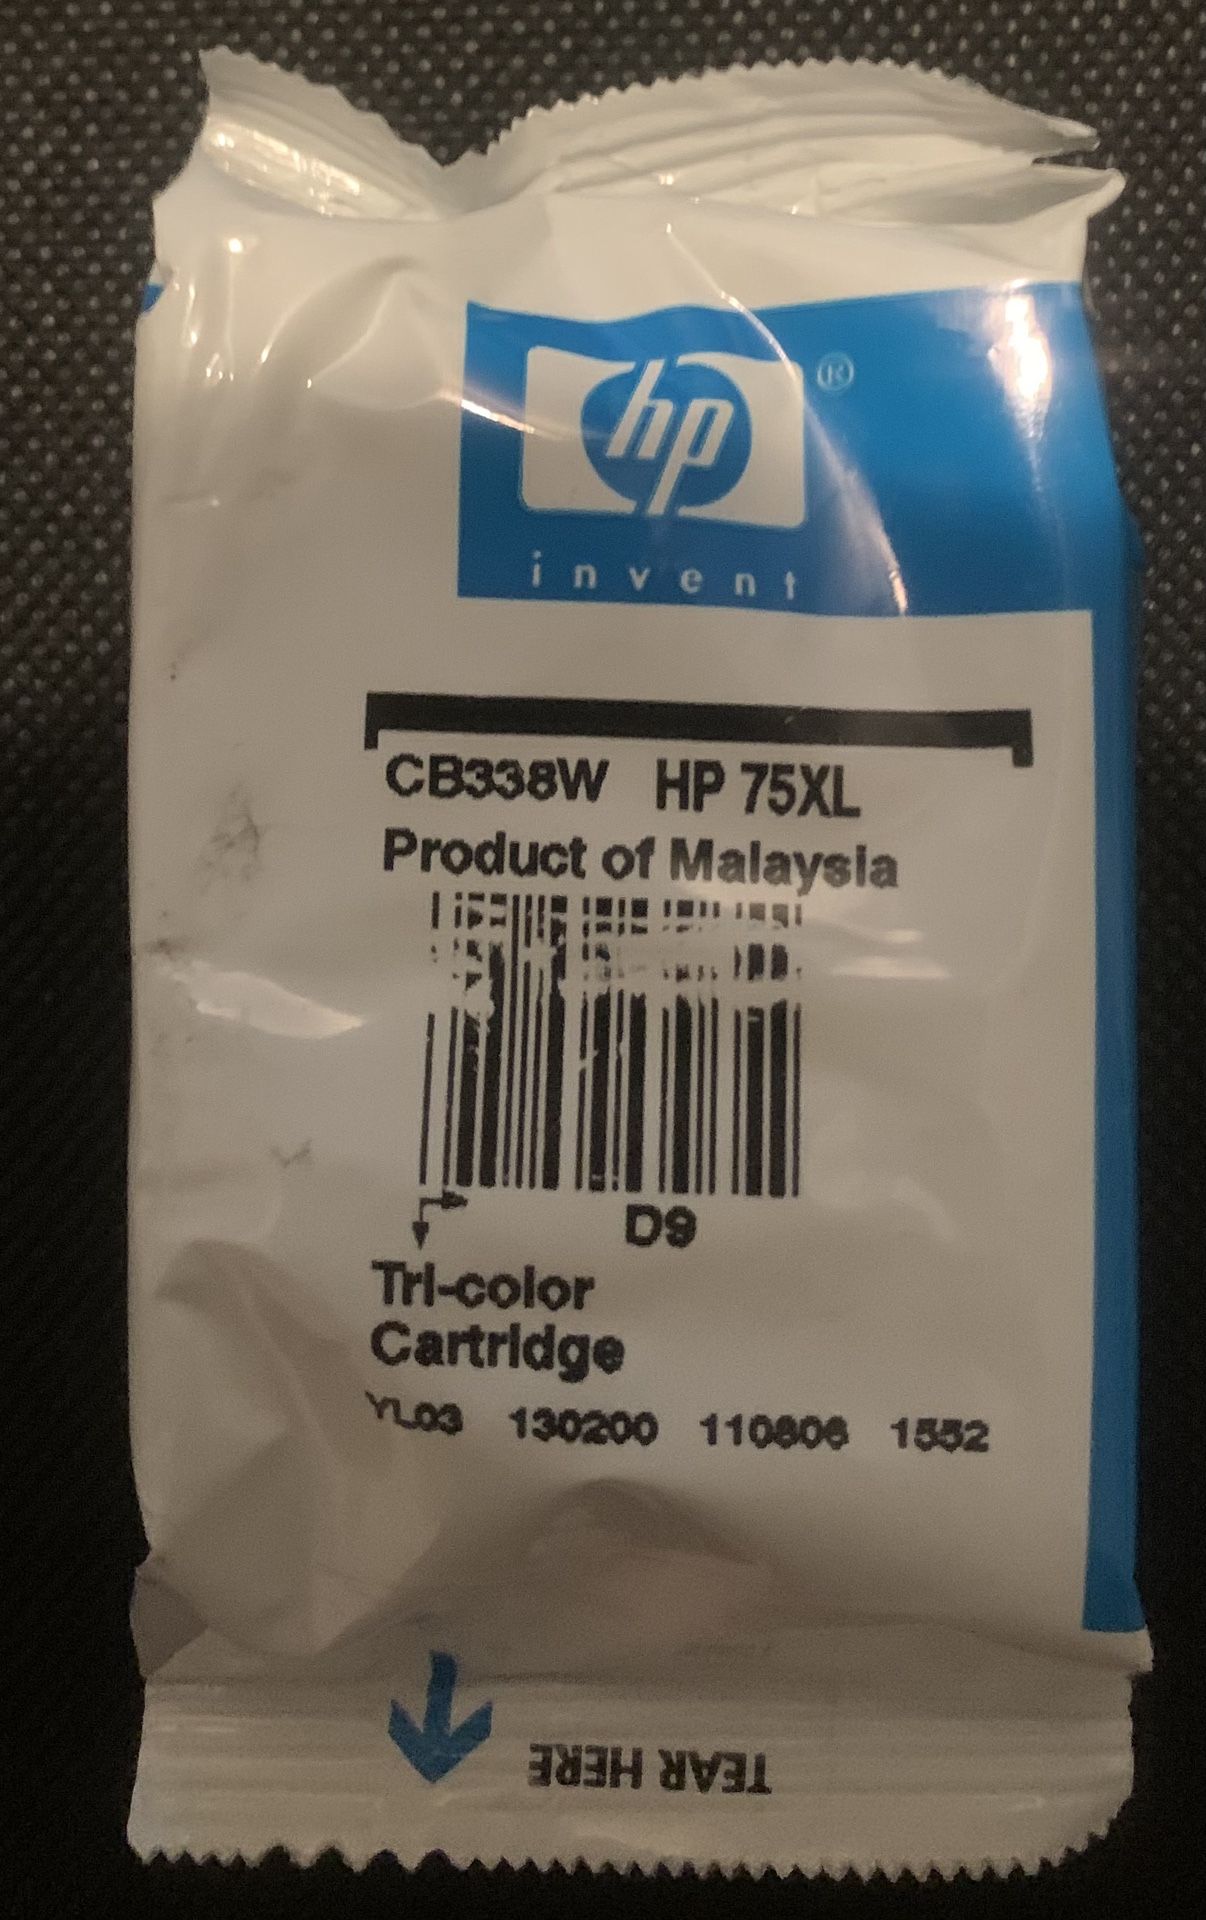 hp ®
invent
CB338W HP 75XL
Product of Malaysia
D9
Tri-color
Cartridge
YL03 130200 110806 1552
TEAR HERE